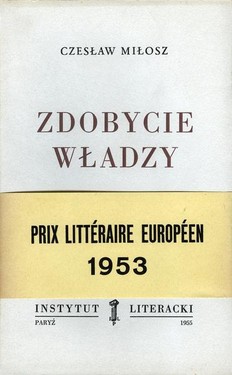 CZESŁAW MIŁOSZ
ZDOBYCIE
WŁADZY
PRIX LITTÉRAIRE EUROPÉEN
1953
INSTYTUT LITERACKI
PARYŻ 1955